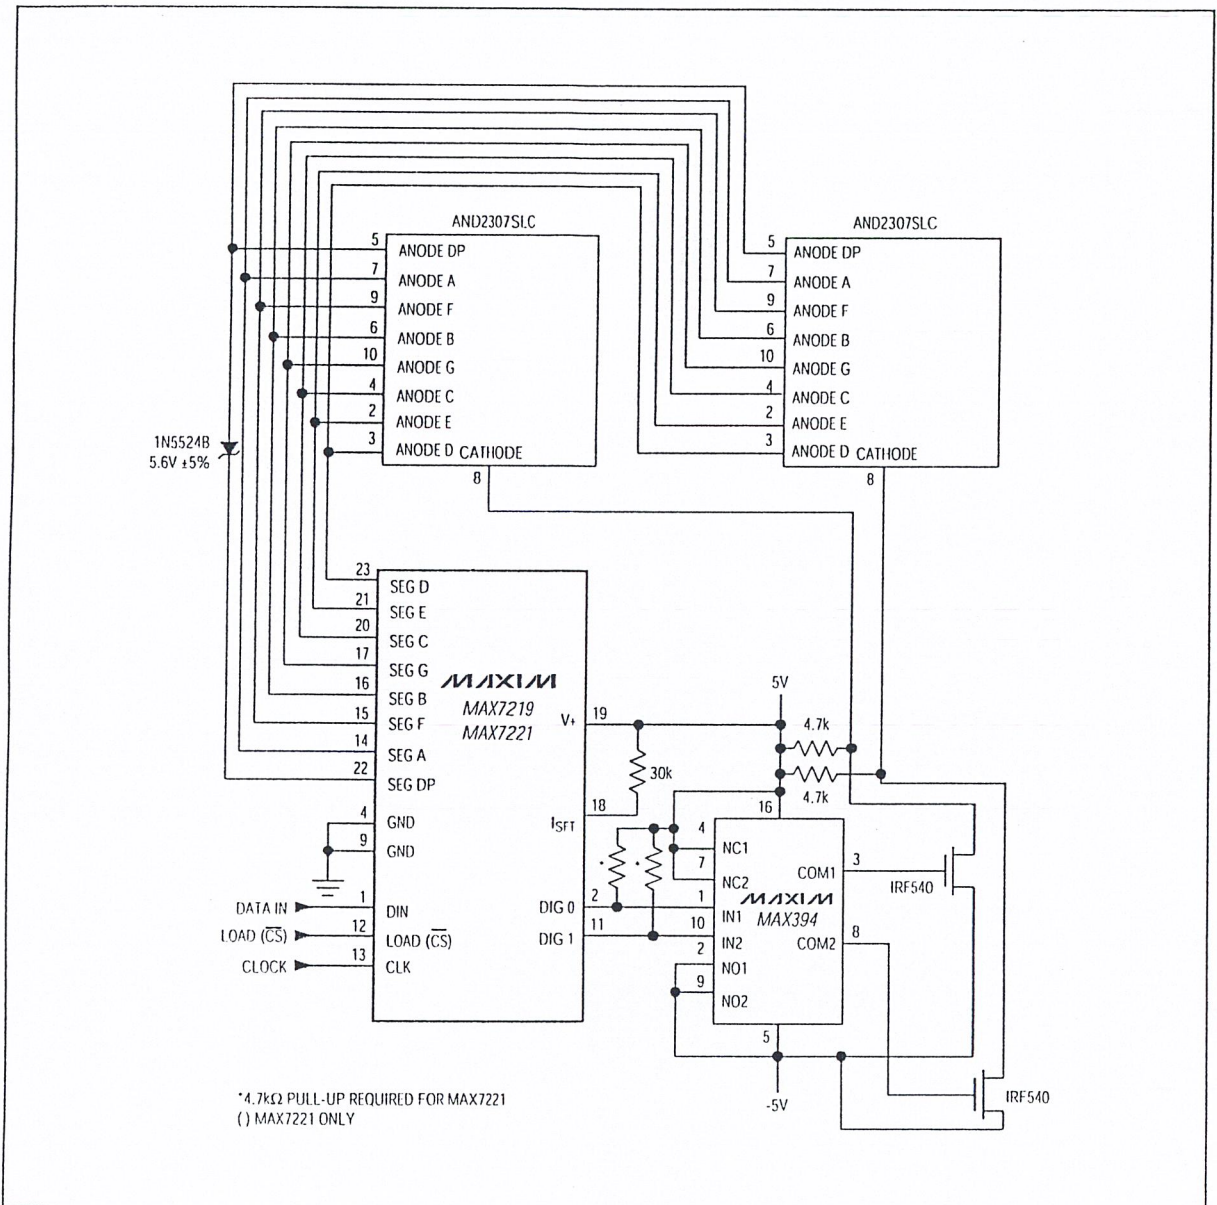 AND2307SLC
5 ANODE DP
7 ANODE A
9 ANODE F
6 ANODE B
10 ANODE G
4 ANODE C
2 ANODE E
3 ANODE D CATHODE
8
AND2307SLC
5 ANODE DP
7 ANODE A
9 ANODE F
6 ANODE B
10 ANODE G
4 ANODE C
2 ANODE E
3 ANODE D CATHODE
8
1N5524B
5.6V ±5%
23 SEG D
21 SEG E
20 SEG C
17 SEG G
16 SEG B
15 SEG F
14 SEG A
22 SEG DP
4 GND
9 GND
DATA IN 1 DIN
LOAD (C̅S̅) 12 LOAD (C̅S̅)
CLOCK 13 CLK
MAXIM
MAX7219
MAX7221
V+ 19
30k
18
ISET
DIG 0 2
DIG 1 11
*
*
5V
4.7k
4.7k
16
4 NC1
7 NC2
1 IN1
10 IN2
2 NO1
9 NO2
MAXIM
MAX394
COM1 3
COM2 8
5
-5V
IRF540
IRF540
*4.7kΩ PULL-UP REQUIRED FOR MAX7221
( ) MAX7221 ONLY